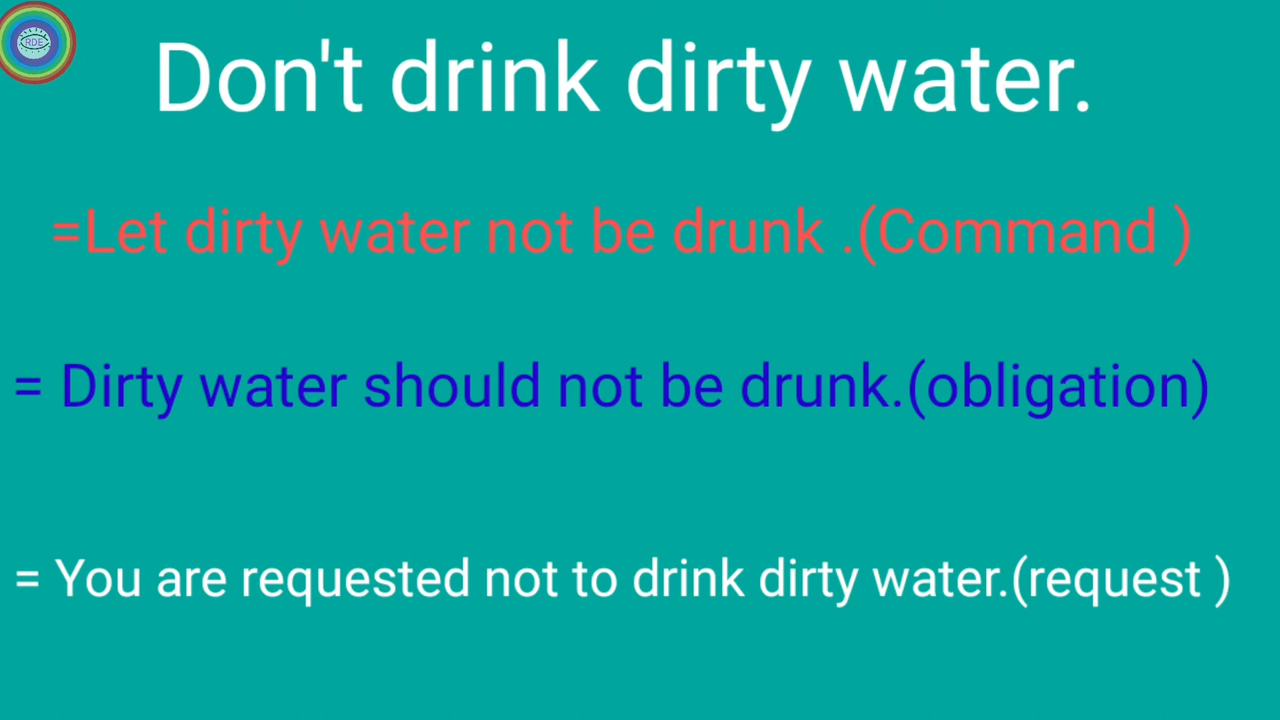 RDE
Don't drink dirty water.
=Let dirty water not be drunk .(Command )
= Dirty water should not be drunk.(obligation)
= You are requested not to drink dirty water.(request )